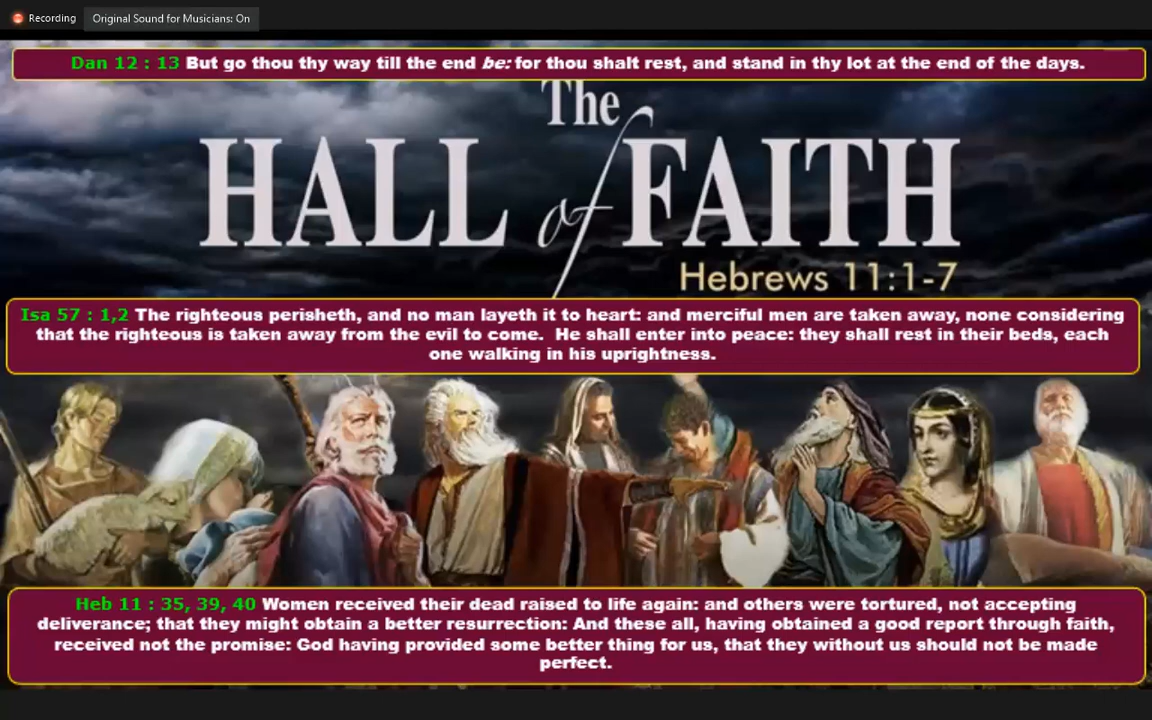 Recording
Original Sound for Musicians: On
Dan 12 : 13 But go thou thy way till the end be: for thou shalt rest, and stand in thy lot at the end of the days.
The
HALL of FAITH
Hebrews 11:1-7
Isa 57 : 1,2 The righteous perisheth, and no man layeth it to heart: and merciful men are taken away, none considering
that the righteous is taken away from the evil to come. He shall enter into peace: they shall rest in their beds, each
one walking in his uprightness.
Heb 11 : 35, 39, 40 Women received their dead raised to life again: and others were tortured, not accepting
deliverance; that they might obtain a better resurrection: And these all, having obtained a good report through faith,
received not the promise: God having provided some better thing for us, that they without us should not be made
perfect.